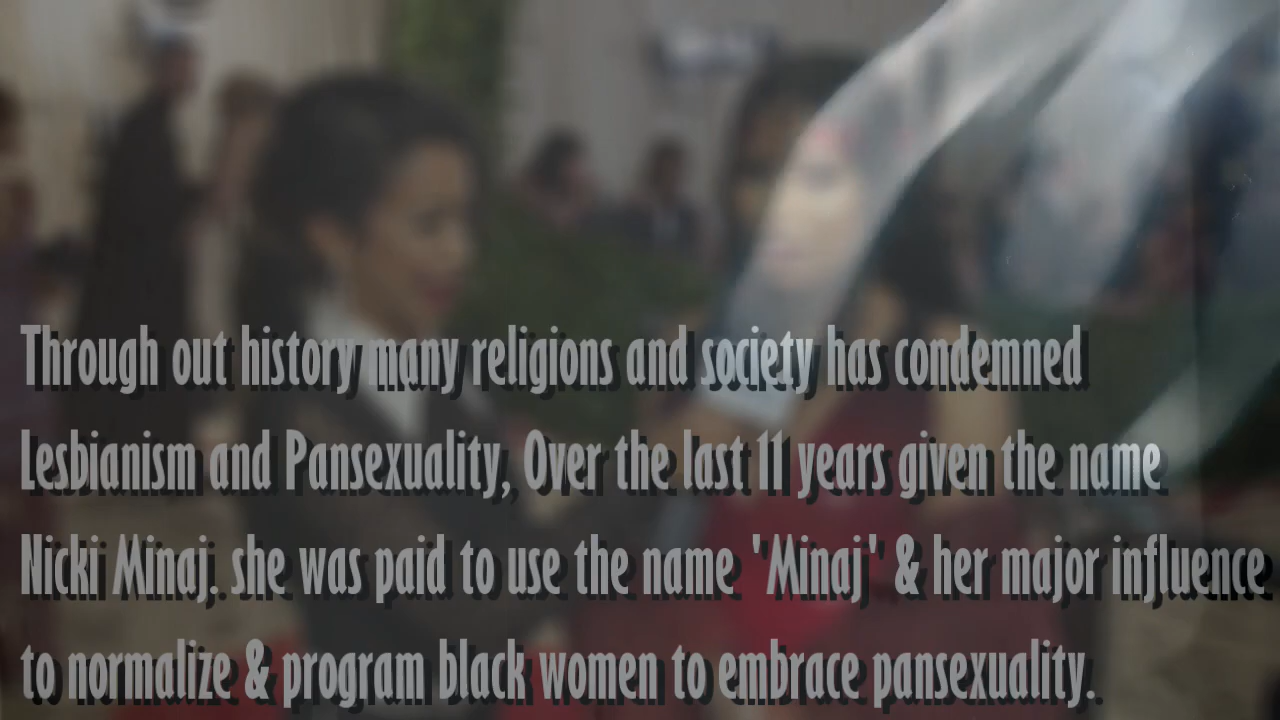 Through out history many religions and society has condemned
Lesbianism and Pansexuality, Over the last 11 years given the name
Nicki Minaj. she was paid to use the name 'Minaj' & her major influence
to normalize & program black women to embrace pansexuality.